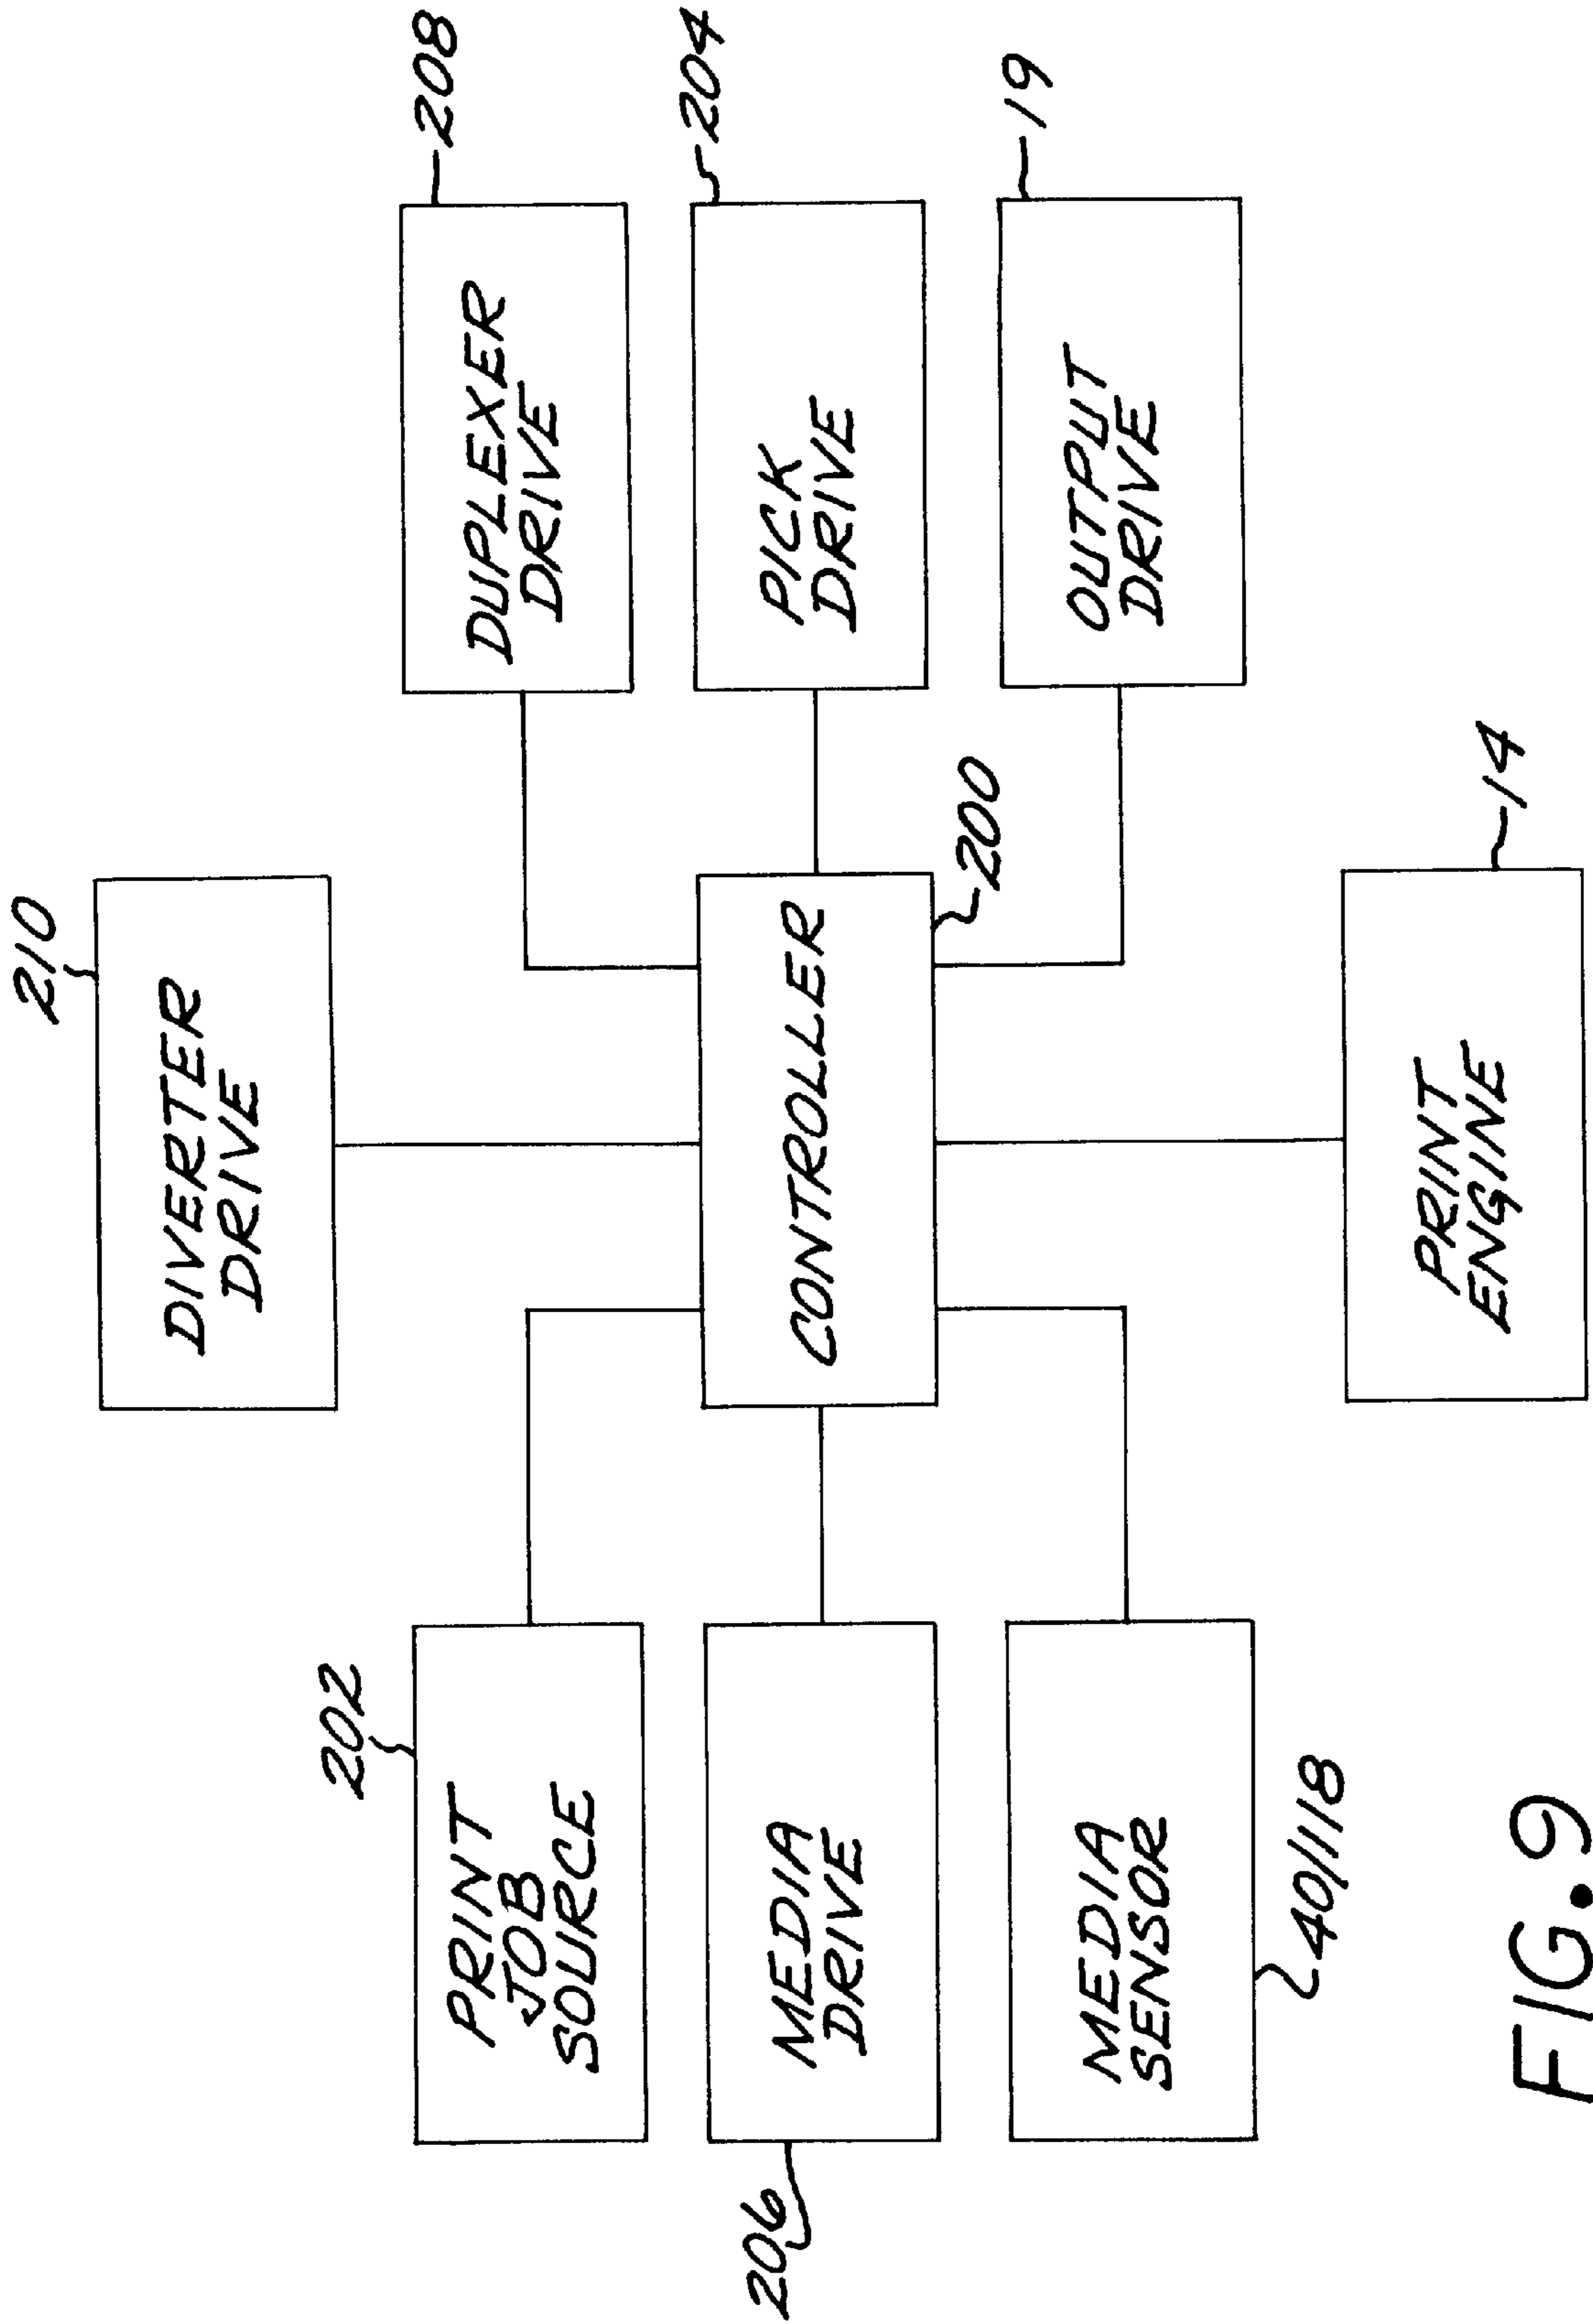 210
DIVERTER
DRIVE
202
PRINT
JOB
SOURCE
DUPLEXER
DRIVE
208
206
MEDIA
DRIVE
CONTROLLER
200
PICK
DRIVE
204
MEDIA
SENSOR
40/118
OUTPUT
DRIVE
19
PRINT
ENGINE
14
FIG. 9